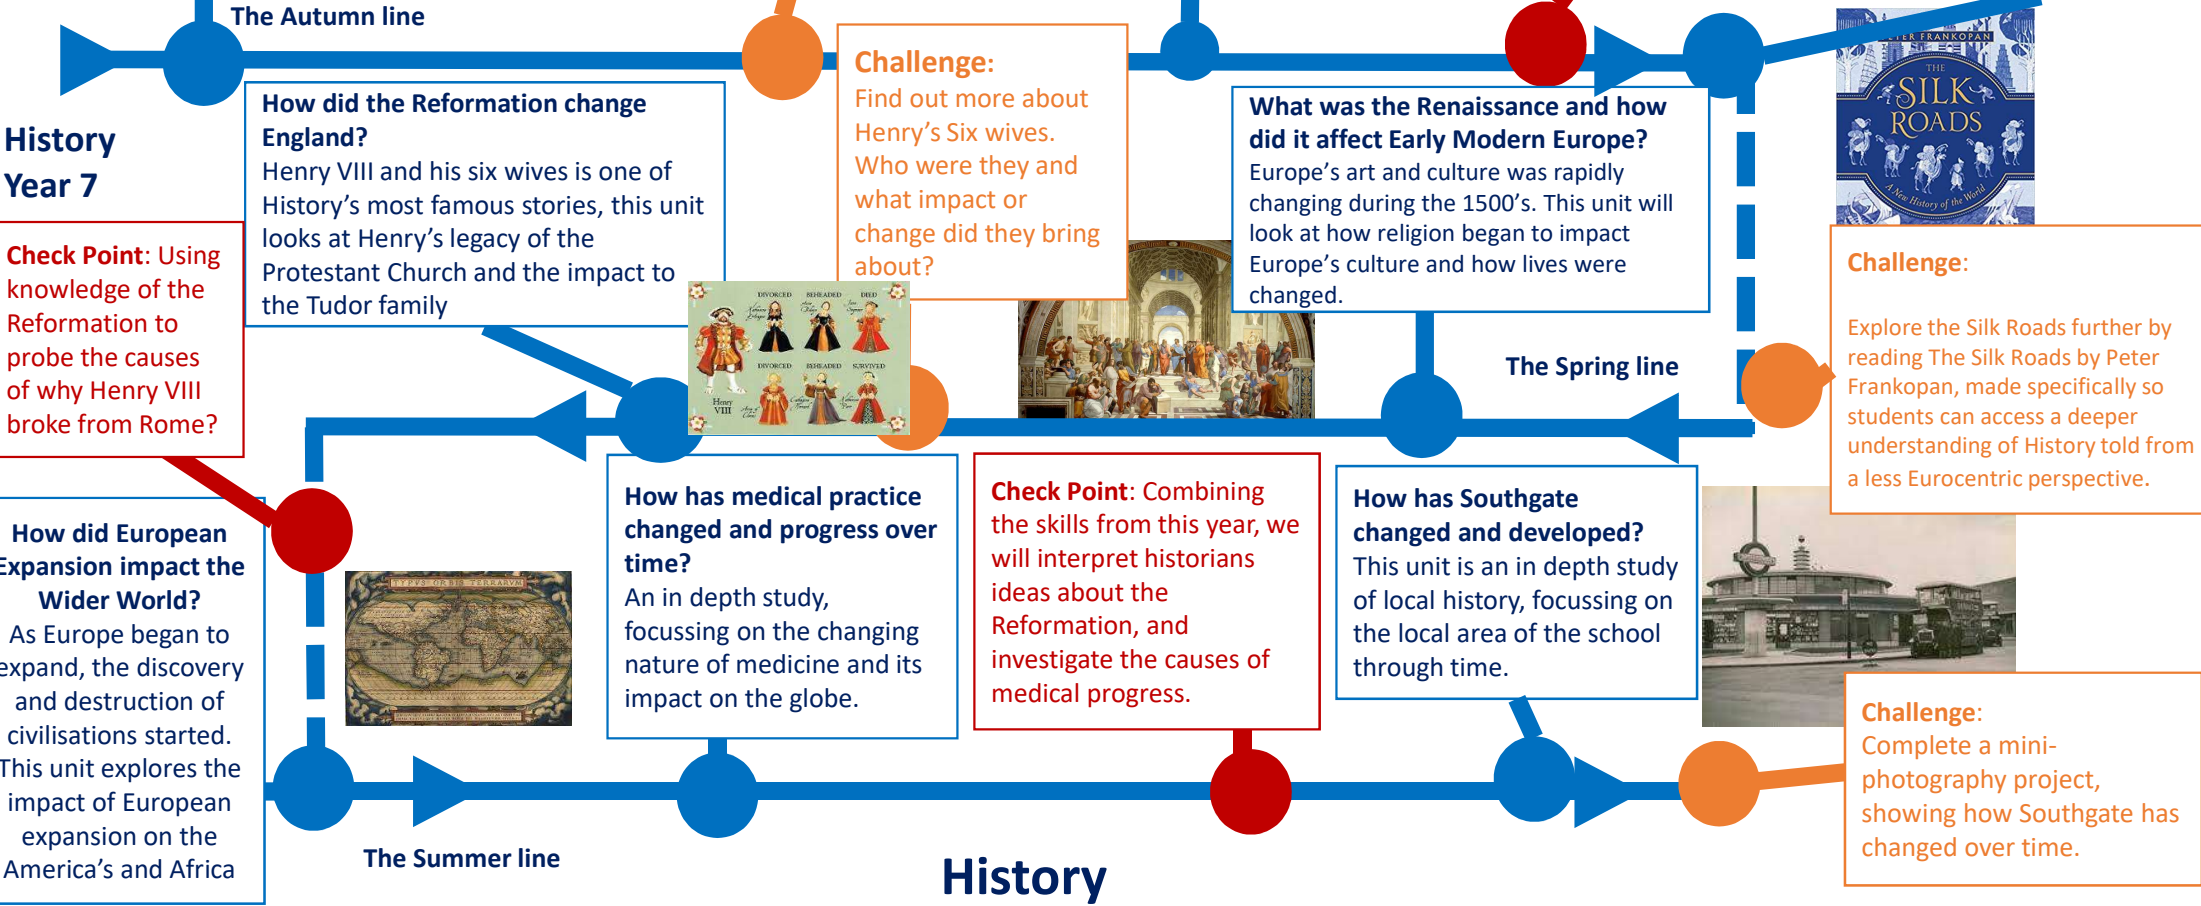 The Autumn line
History
Year 7
How did the Reformation change
England?
Henry VIII and his six wives is one of
History's most famous stories, this unit
looks at Henry's legacy of the
Protestant Church and the impact to
the Tudor family
Challenge:
Find out more about
Henry's Six wives.
Who were they and
what impact or
change did they bring
about?
What was the Renaissance and how
did it affect Early Modern Europe?
Europe's art and culture was rapidly
changing during the 1500's. This unit will
look at how religion began to impact
Europe's culture and how lives were
changed.
PETER FRANKOPAN
THE
SILK
ROADS
A New History of the World
Challenge:
Explore the Silk Roads further by
reading The Silk Roads by Peter
Frankopan, made specifically so
students can access a deeper
understanding of History told from
a less Eurocentric perspective.
Check Point: Using
knowledge of the
Reformation to
probe the causes
of why Henry VIII
broke from Rome?
DIVORCED BEHEADED DIED
DIVORCED BEHEADED SURVIVED
Henry
VIII
The Spring line
How did European
Expansion impact the
Wider World?
As Europe began to
expand, the discovery
and destruction of
civilisations started.
This unit explores the
impact of European
expansion on the
America's and Africa
TYPVS ORBIS TERRARVM
How has medical practice
changed and progress over
time?
An in depth study,
focussing on the changing
nature of medicine and its
impact on the globe.
Check Point: Combining
the skills from this year, we
will interpret historians
ideas about the
Reformation, and
investigate the causes of
medical progress.
How has Southgate
changed and developed?
This unit is an in depth study
of local history, focussing on
the local area of the school
through time.
Challenge:
Complete a mini-
photography project,
showing how Southgate has
changed over time.
The Summer line
History